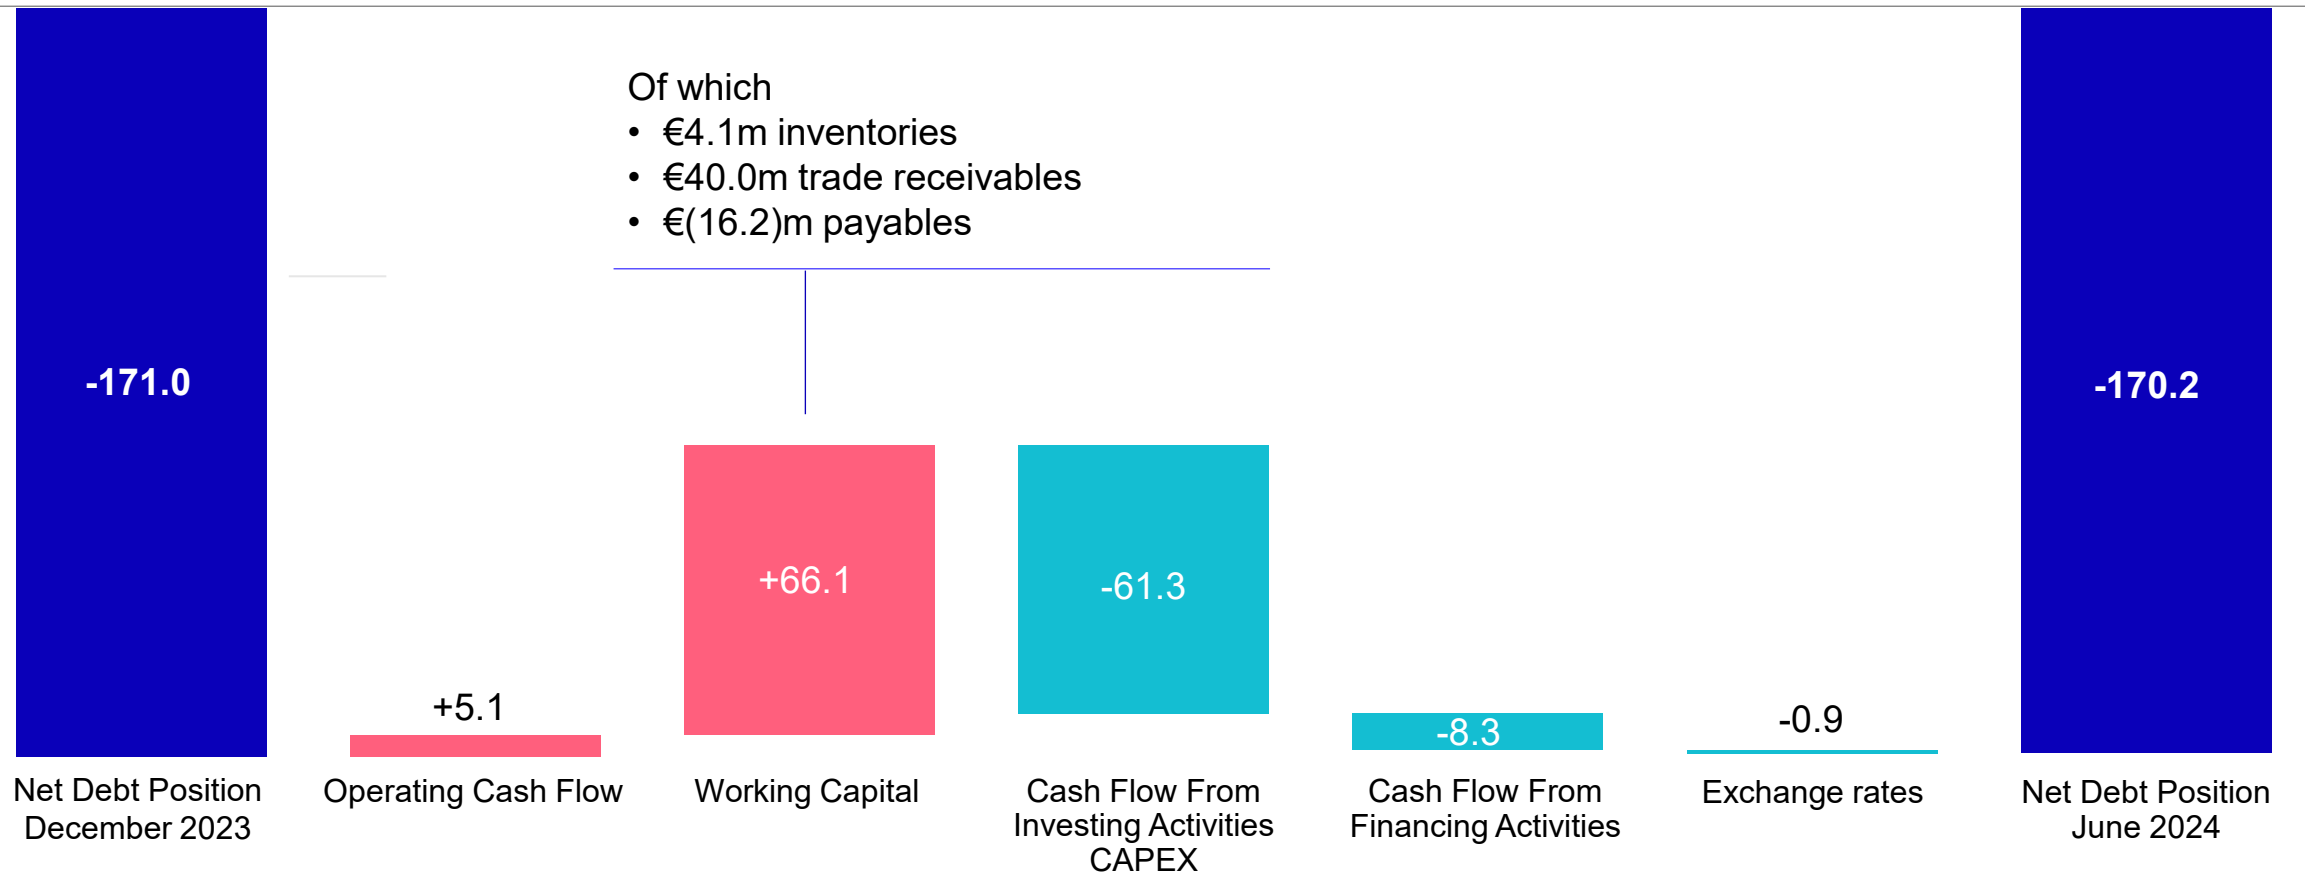 Of which
• €4.1m inventories
• €40.0m trade receivables
• €(16.2)m payables
-171.0
+5.1
+66.1
-61.3
-8.3
-0.9
-170.2
Net Debt Position
December 2023
Operating Cash Flow
Working Capital
Cash Flow From
Investing Activities
CAPEX
Cash Flow From
Financing Activities
Exchange rates
Net Debt Position
June 2024